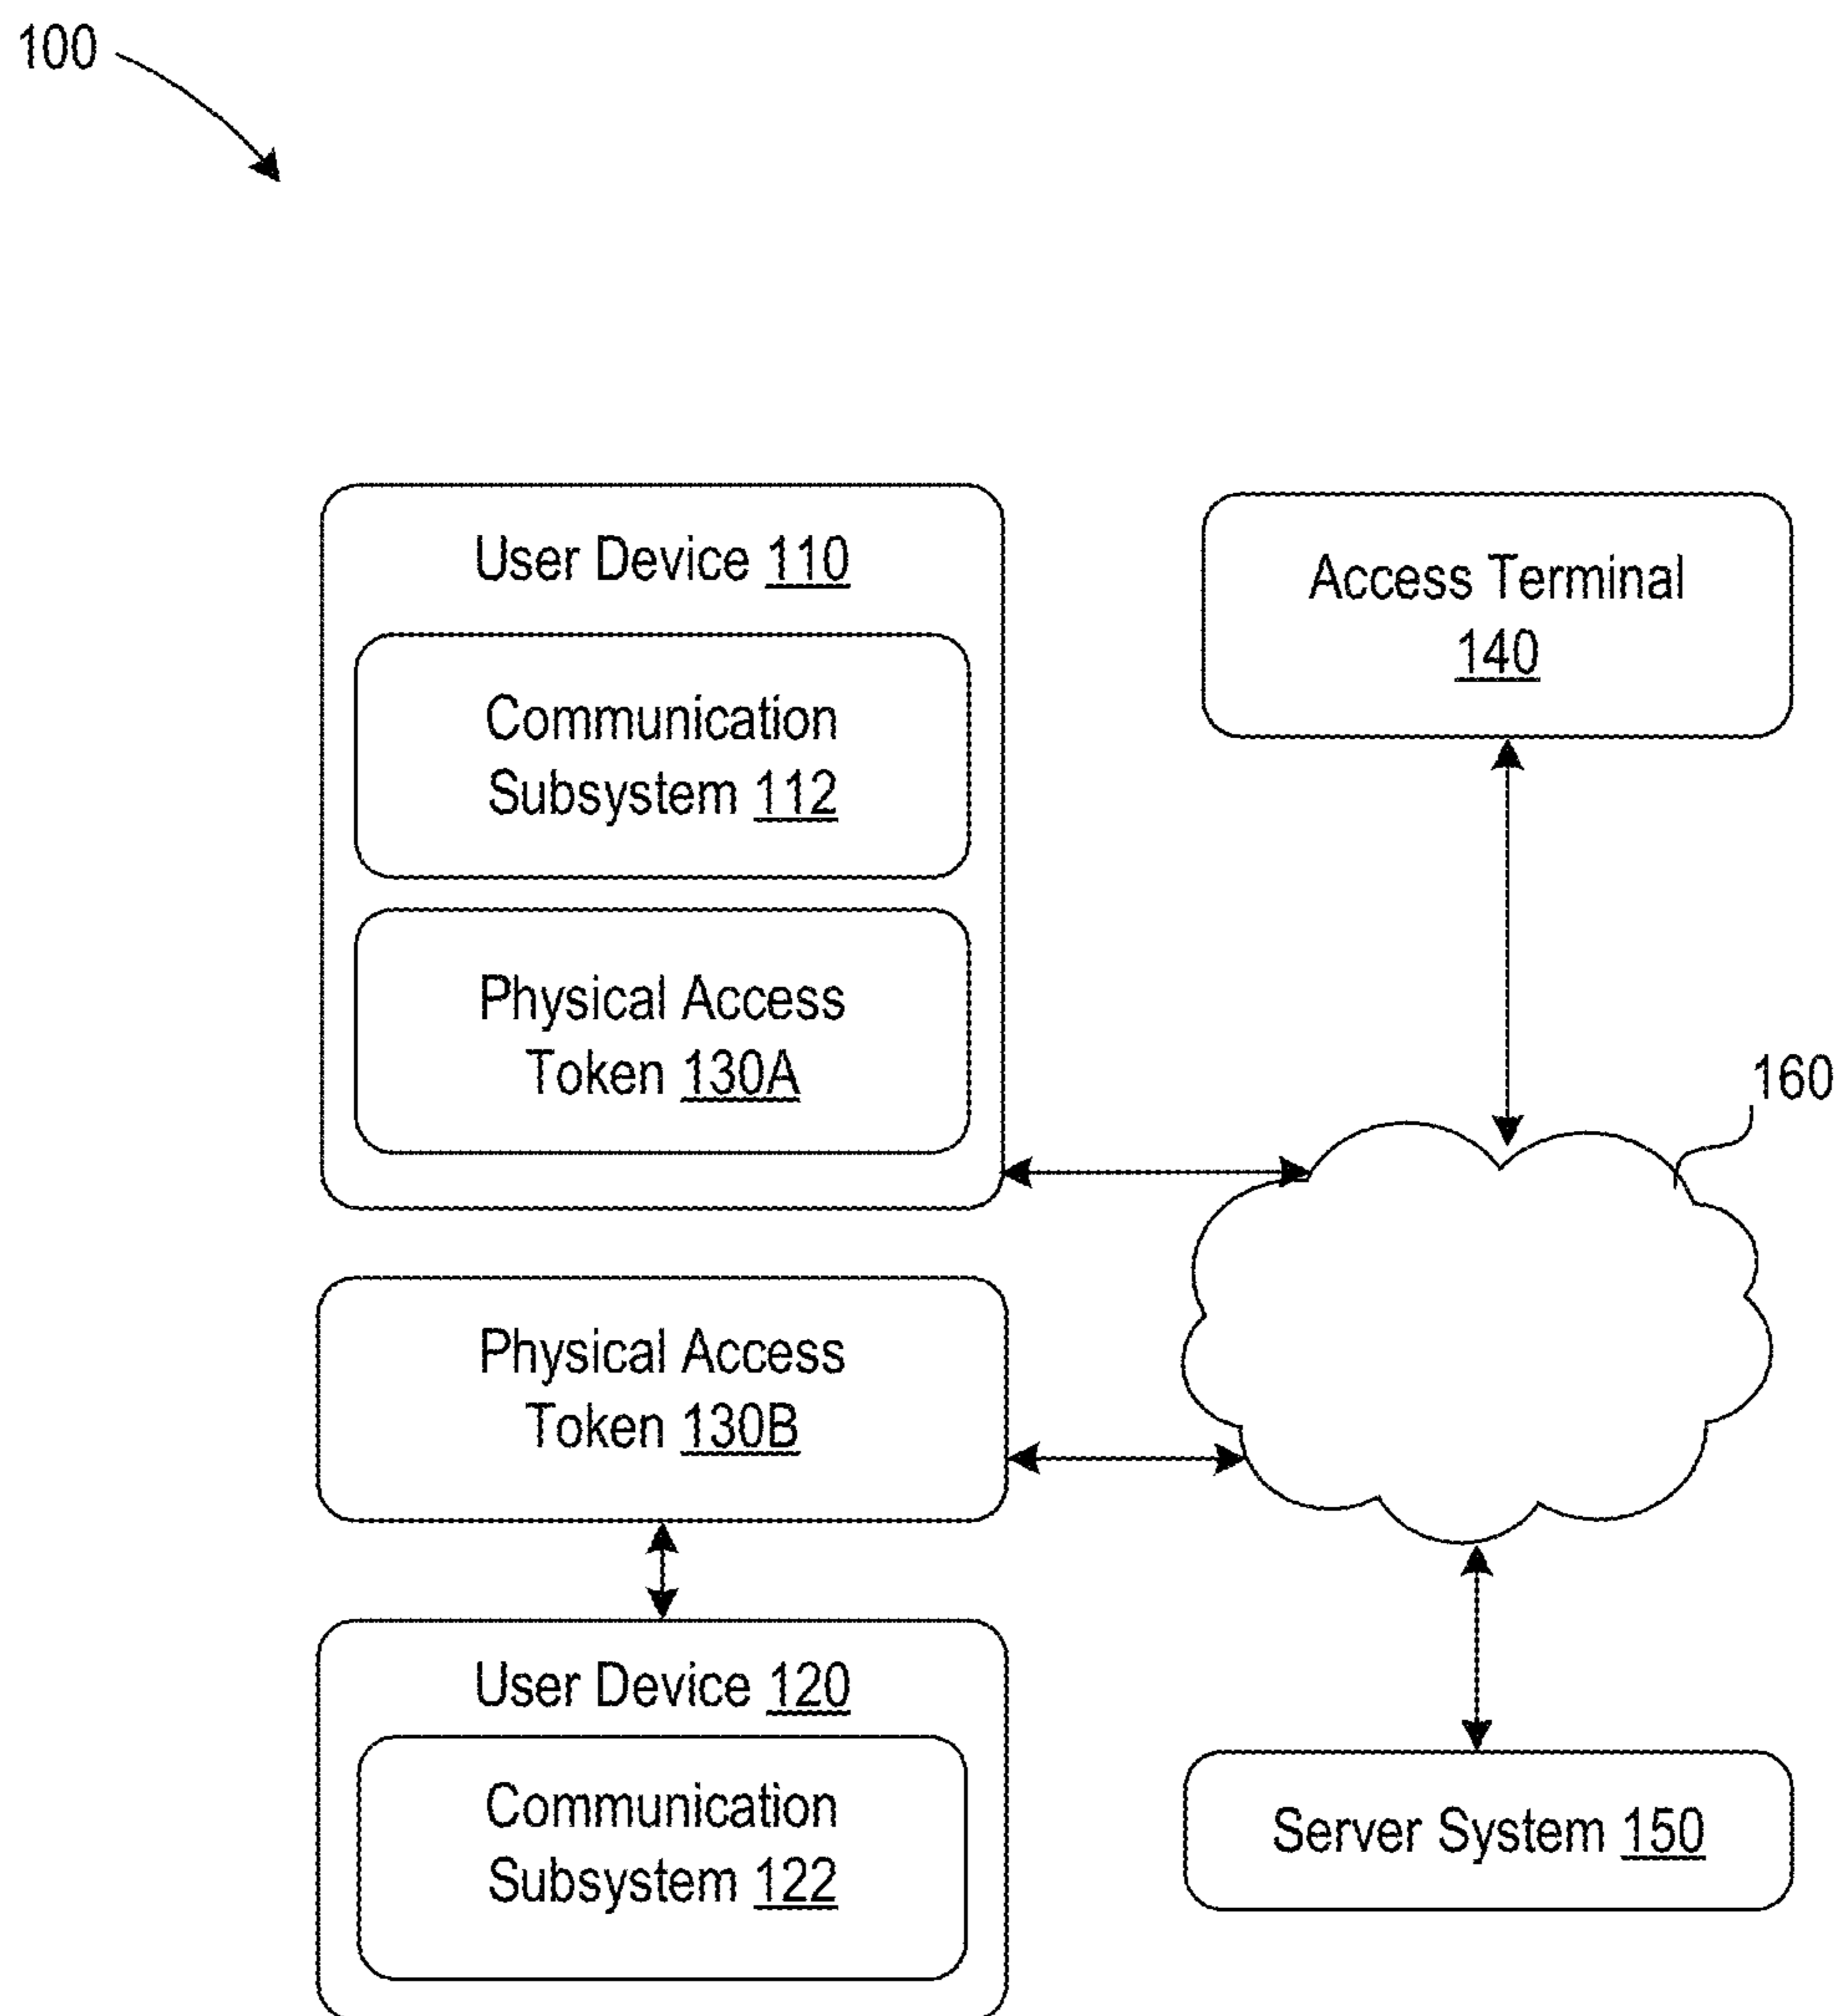 100
User Device 110
Communication
Subsystem 112
Physical Access
Token 130A
Access Terminal
140
160
Physical Access
Token 130B
User Device 120
Communication
Subsystem 122
Server System 150